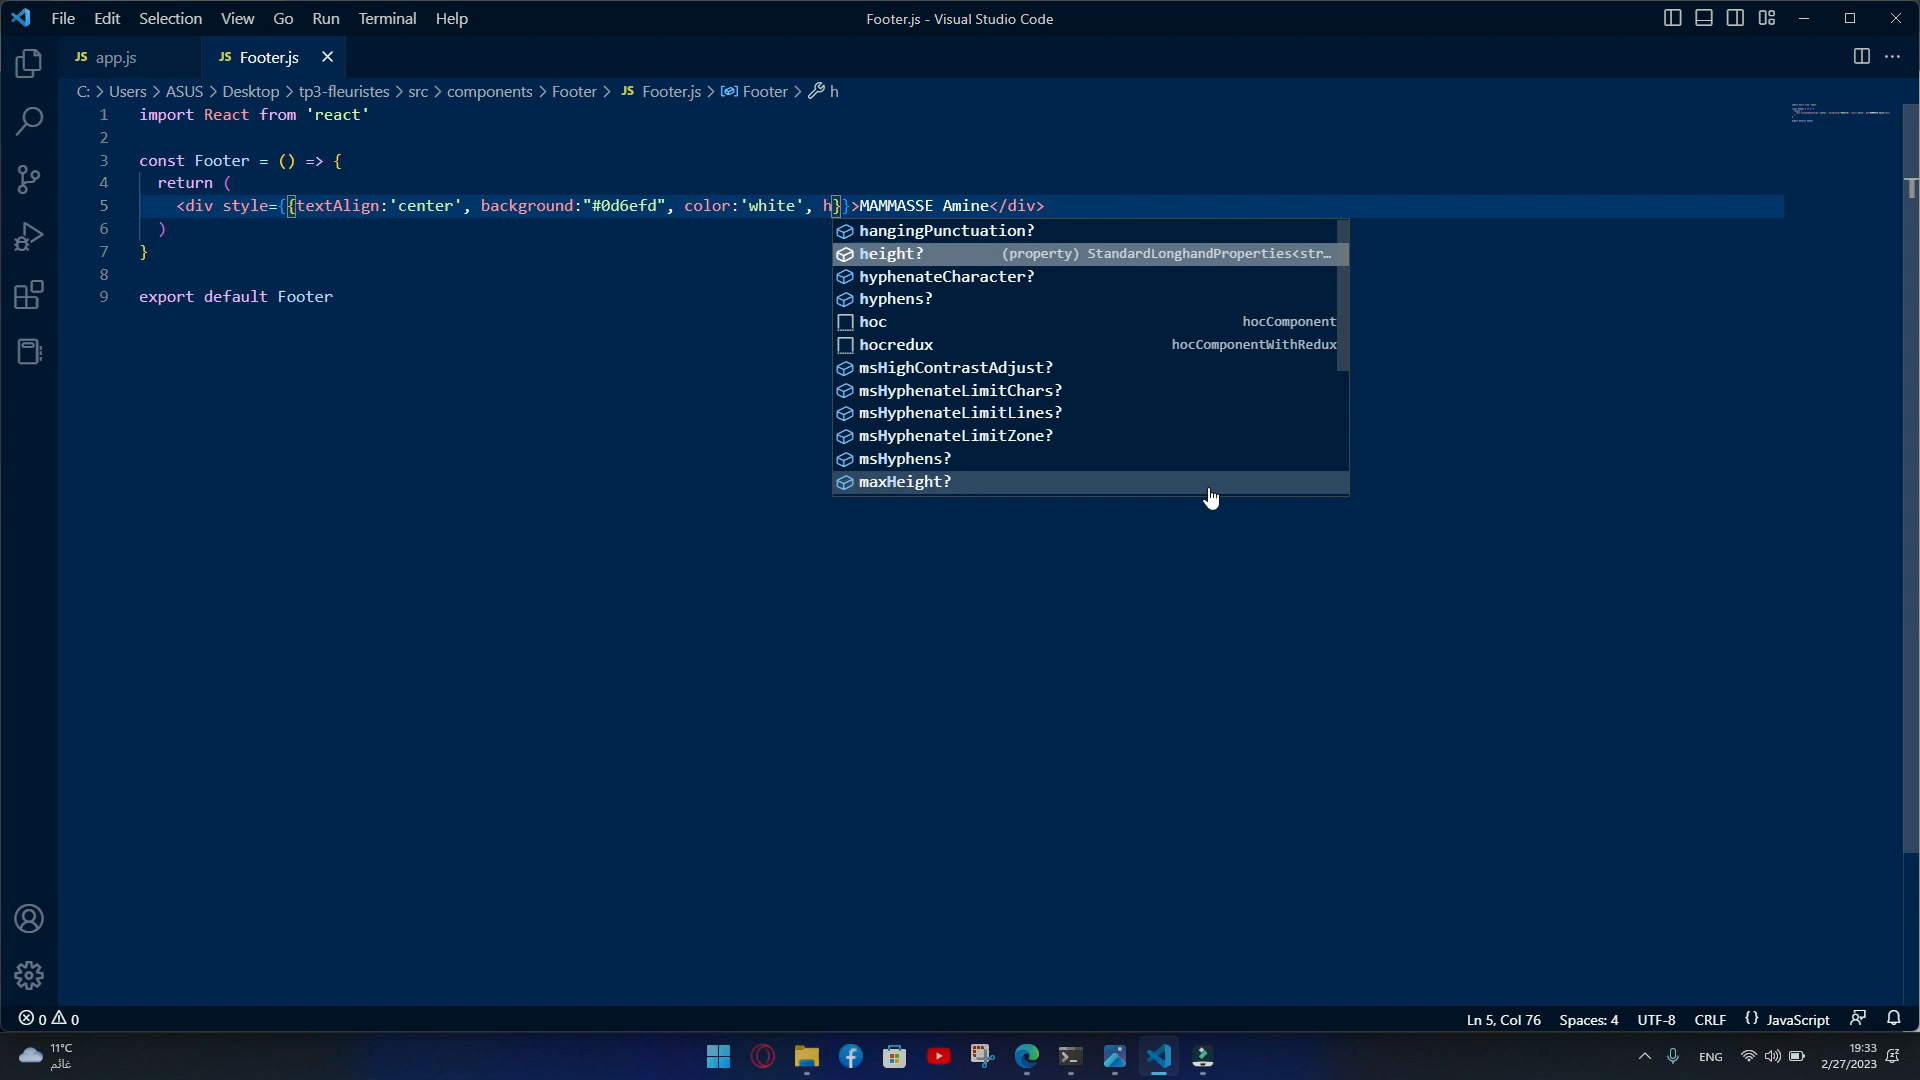 File Edit Selection View Go Run Terminal Help
Footer.js - Visual Studio Code
JS app.js
JS Footer.js
C: > Users > ASUS > Desktop > tp3-fleuristes > src > components > Footer > JS Footer.js > Footer > h
1 import React from 'react'
2
3 const Footer = () => {
4 return (
5 <div style={{textAlign:'center', background:"#0d6efd", color:'white', h}}>MAMMASSE Amine</div>
6 )
7 }
8
9 export default Footer
hangingPunctuation?
height? (property) StandardLonghandProperties<str...
hyphenateCharacter?
hyphens?
hoc hocComponent
hocredux hocComponentWithRedux
msHighContrastAdjust?
msHyphenateLimitChars?
msHyphenateLimitLines?
msHyphenateLimitZone?
msHyphens?
maxHeight?
0 0
Ln 5, Col 76 Spaces: 4 UTF-8 CRLF {} JavaScript
11°C
غائم
ENG
19:33
2/27/2023